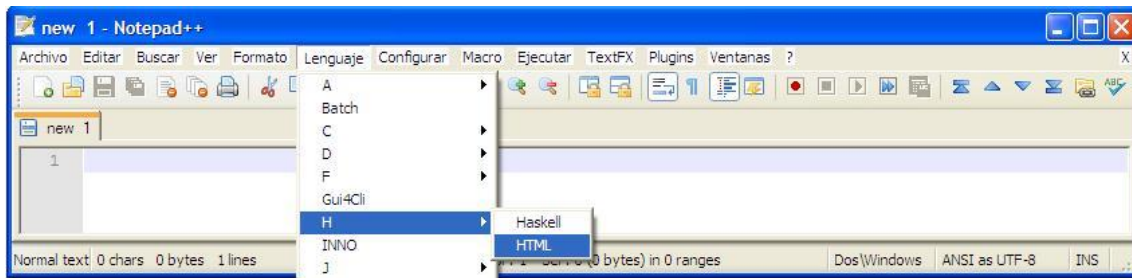 new 1 - Notepad++
Archivo Editar Buscar Ver Formato Lenguaje Configurar Macro Ejecutar TextFX Plugins Ventanas ? X
ABC
new 1
1
A
Batch
C
D
F
Gui4Cli
H
Haskell
INNO
HTML
J
Normal text 0 chars 0 bytes 1 lines (0 bytes) in 0 ranges Dos\Windows ANSI as UTF-8 INS